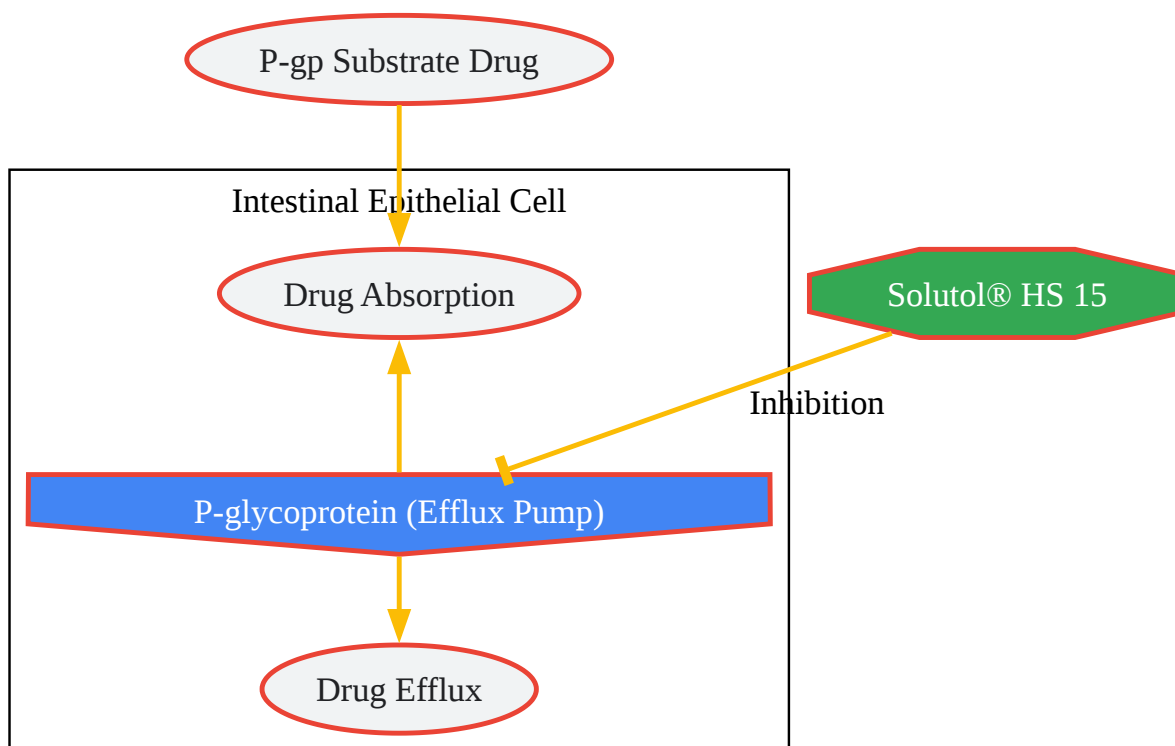 P-gp Substrate Drug
Intestinal Epithelial Cell
Drug Absorption
Solutol® HS 15
Inhibition
P-glycoprotein (Efflux Pump)
Drug Efflux